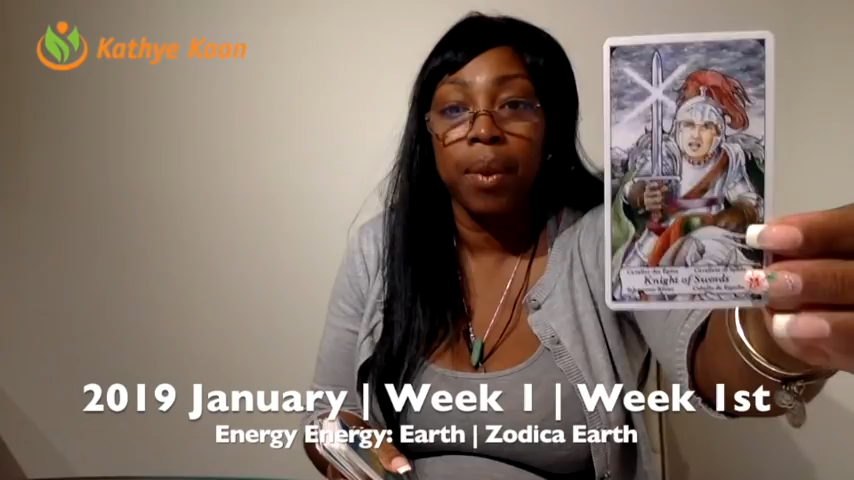 Kathye Kaan
Knight of Swords
2019 January | Week 1 | Week 1st
Energy Energy: Earth | Zodica Earth